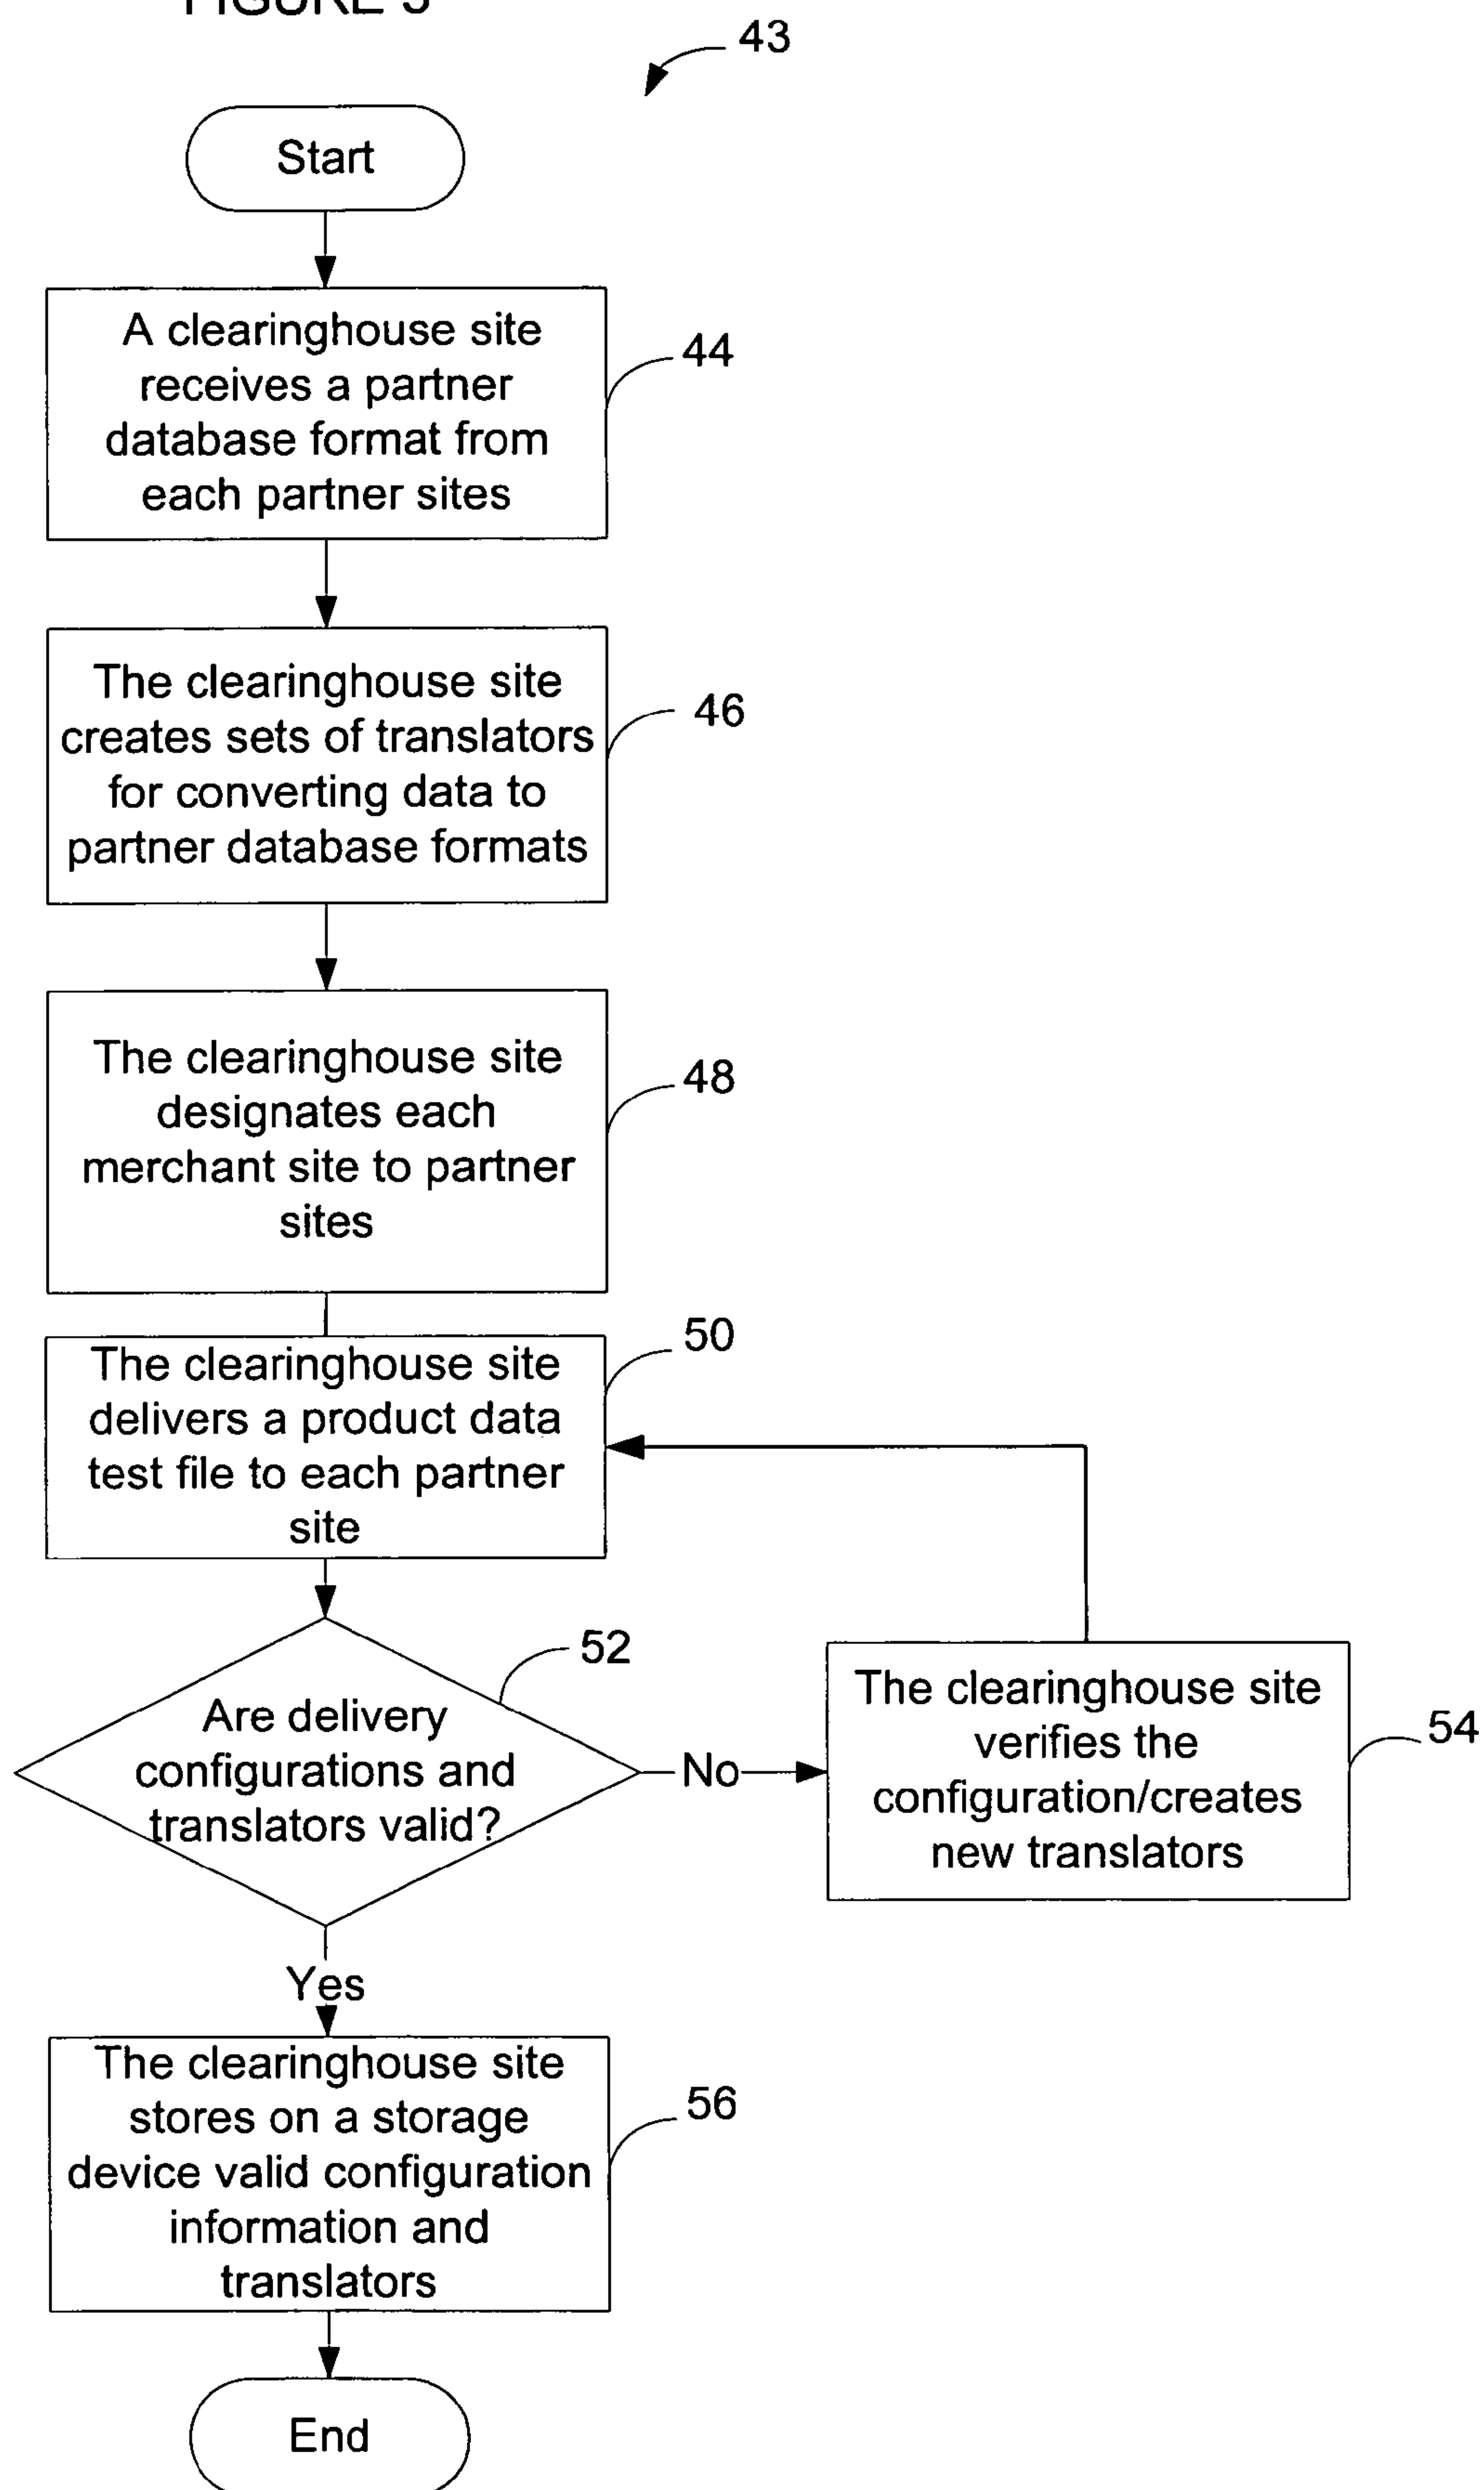 43
Start
A clearinghouse site
receives a partner
database format from
each partner sites
44
The clearinghouse site
creates sets of translators
for converting data to
partner database formats
46
The clearinghouse site
designates each
merchant site to partner
sites
48
The clearinghouse site
delivers a product data
test file to each partner
site
50
Are delivery
configurations and
translators valid?
52
No
The clearinghouse site
verifies the
configuration/creates
new translators
54
Yes
The clearinghouse site
stores on a storage
device valid configuration
information and
translators
56
End